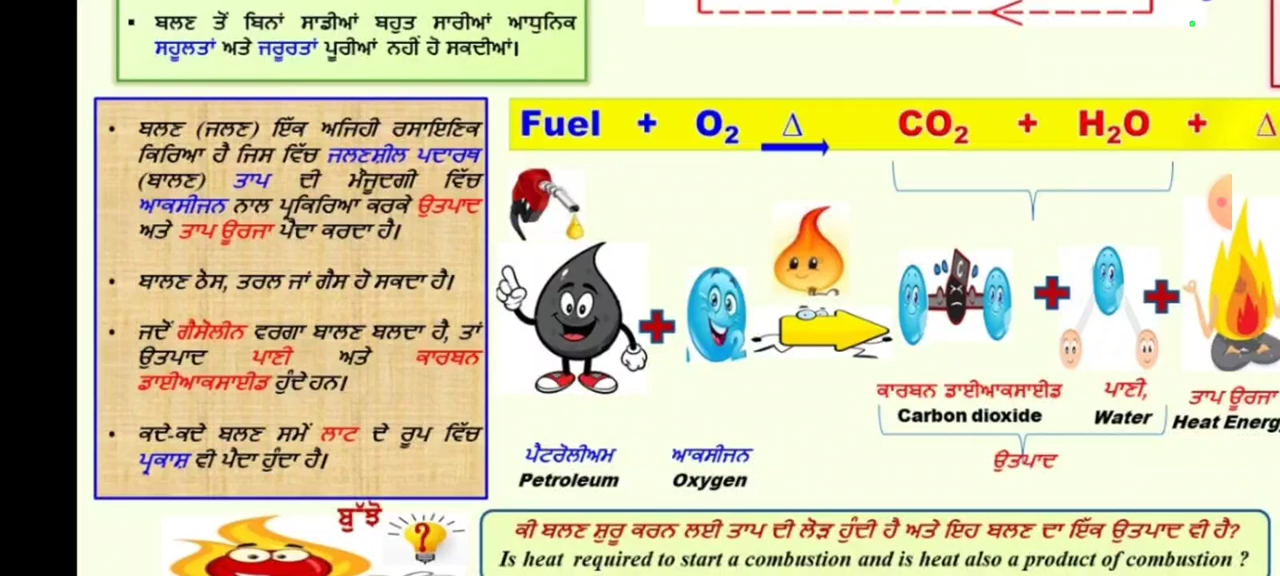 ▪ ਬਲਣ ਤੋਂ ਬਿਨਾਂ ਸਾਡੀਆਂ ਬਹੁਤ ਸਾਰੀਆਂ ਆਧੁਨਿਕ
ਸਹੂਲਤਾਂ ਅਤੇ ਜਰੂਰਤਾਂ ਪੂਰੀਆਂ ਨਹੀਂ ਹੋ ਸਕਦੀਆਂ।
• ਬਲਣ (ਜਲਣ) ਇੱਕ ਅਜਿਹੀ ਰਸਾਇਣਿਕ
ਕਿਰਿਆ ਹੈ ਜਿਸ ਵਿੱਚ ਜਲਣਸ਼ੀਲ ਪਦਾਰਥ
(ਬਾਲਣ) ਤਾਪ ਦੀ ਮੌਜੂਦਗੀ ਵਿੱਚ
ਆਕਸੀਜਨ ਨਾਲ ਪ੍ਰਕਿਰਿਆ ਕਰਕੇ ਉਤਪਾਦ
ਅਤੇ ਤਾਪ ਊਰਜਾ ਪੈਦਾ ਕਰਦਾ ਹੈ।
• ਬਾਲਣ ਠੋਸ, ਤਰਲ ਜਾਂ ਗੈਸ ਹੋ ਸਕਦਾ ਹੈ।
• ਜਦੋਂ ਗੈਸੋਲੀਨ ਵਰਗਾ ਬਾਲਣ ਬਲਦਾ ਹੈ, ਤਾਂ
ਉਤਪਾਦ ਪਾਣੀ ਅਤੇ ਕਾਰਬਨ
ਡਾਈਆਕਸਾਈਡ ਹੁੰਦੇ ਹਨ।
• ਕਦੇ-ਕਦੇ ਬਲਣ ਸਮੇਂ ਲਾਟ ਦੇ ਰੂਪ ਵਿੱਚ
ਪ੍ਰਕਾਸ਼ ਵੀ ਪੈਦਾ ਹੁੰਦਾ ਹੈ।
Fuel + O₂ Δ CO₂ + H₂O + Δ
ਕਾਰਬਨ ਡਾਈਆਕਸਾਈਡ ਪਾਣੀ, ਤਾਪ ਊਰਜਾ
Carbon dioxide Water Heat Energy
ਪੈਟਰੋਲੀਅਮ ਆਕਸੀਜਨ ਉਤਪਾਦ
Petroleum Oxygen
ਬੁੱਝੋ ?
ਕੀ ਬਲਣ ਸ਼ੁਰੂ ਕਰਨ ਲਈ ਤਾਪ ਦੀ ਲੋੜ ਹੁੰਦੀ ਹੈ ਅਤੇ ਇਹ ਬਲਣ ਦਾ ਇੱਕ ਉਤਪਾਦ ਵੀ ਹੈ?
Is heat required to start a combustion and is heat also a product of combustion ?